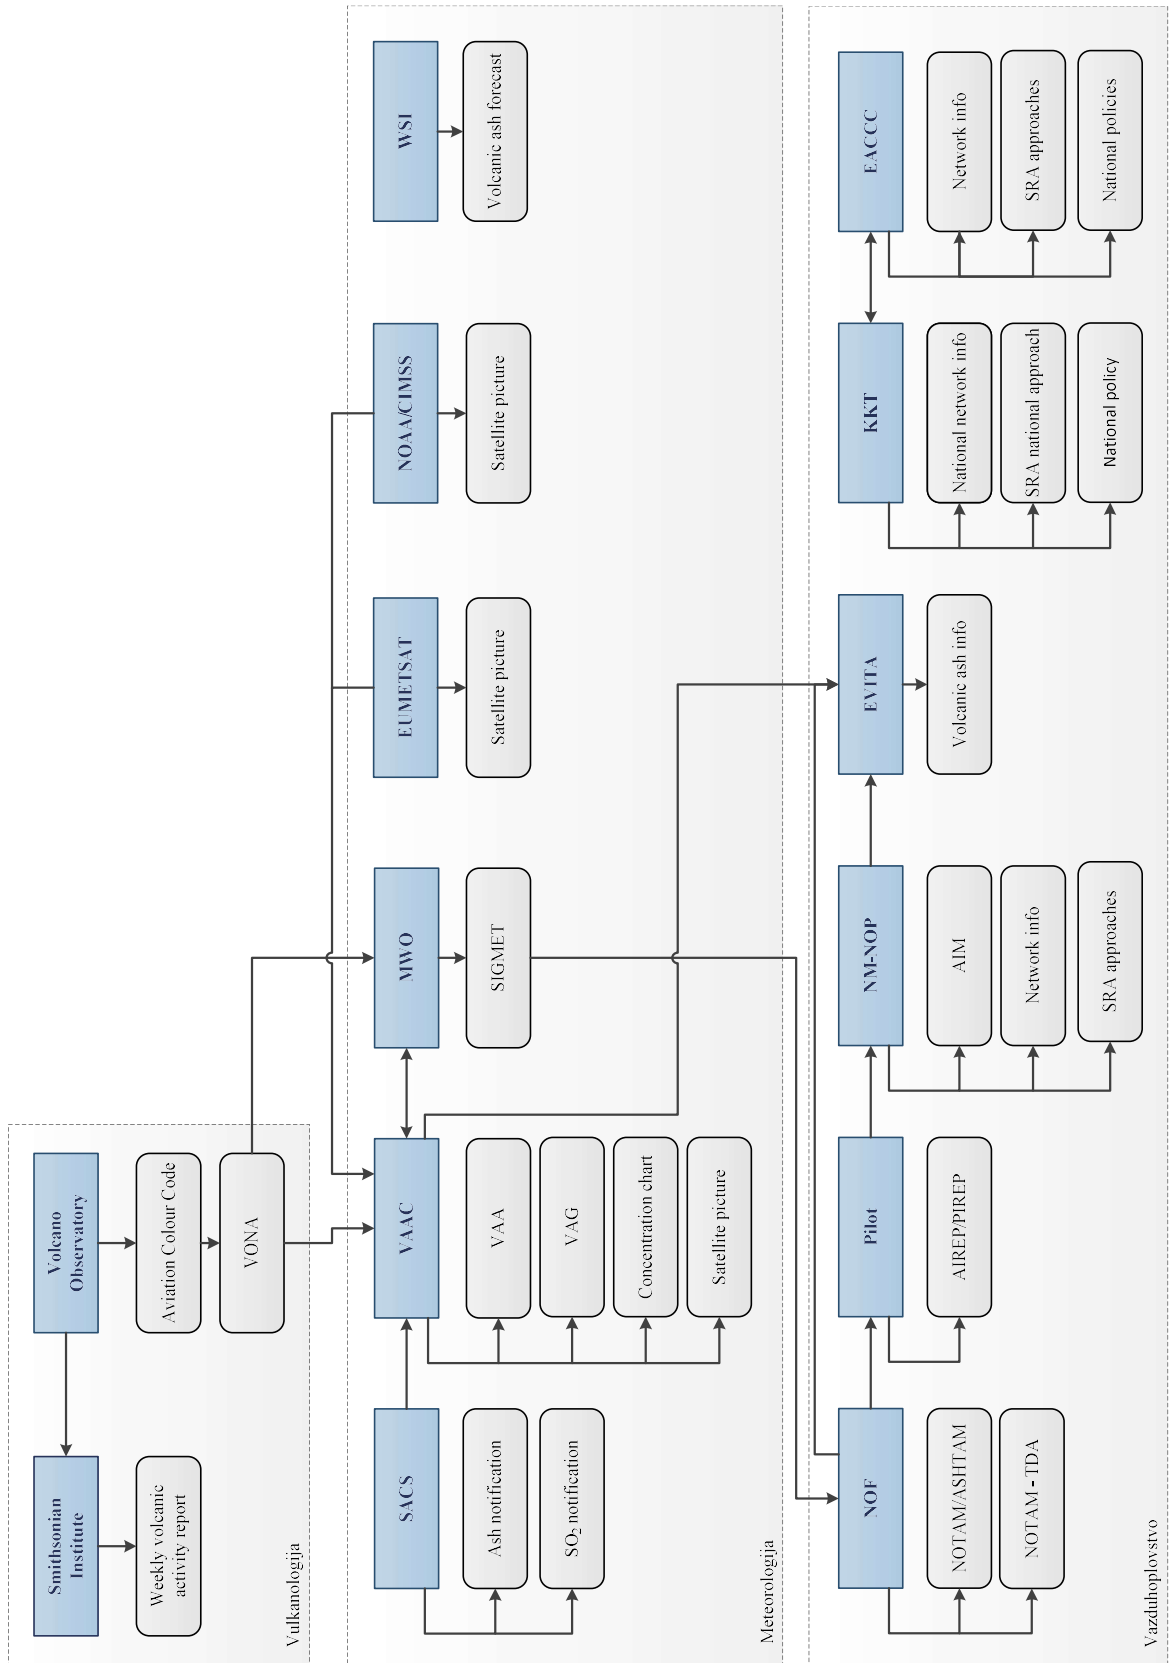 Smithsonian
Institute
Weekly volcanic
activity report
Volcano
Observatory
Aviation Colour Code
VONA
Vulkanologija
SACS
Ash notification
SO₂ notification
VAAC
VAA
VAG
Concentration chart
Satellite picture
MWO
SIGMET
EUMETSAT
Satellite picture
NOAA/CIMSS
Satellite picture
WSI
Volcanic ash forecast
Meteorologija
NOF
NOTAM/ASHTAM
NOTAM - TDA
Pilot
AIREP/PIREP
NM-NOP
AIM
Network info
SRA approaches
EVITA
Volcanic ash info
KKT
National network info
SRA national approach
National policy
EACCC
Network info
SRA approaches
National policies
Vazduhoplovstvo